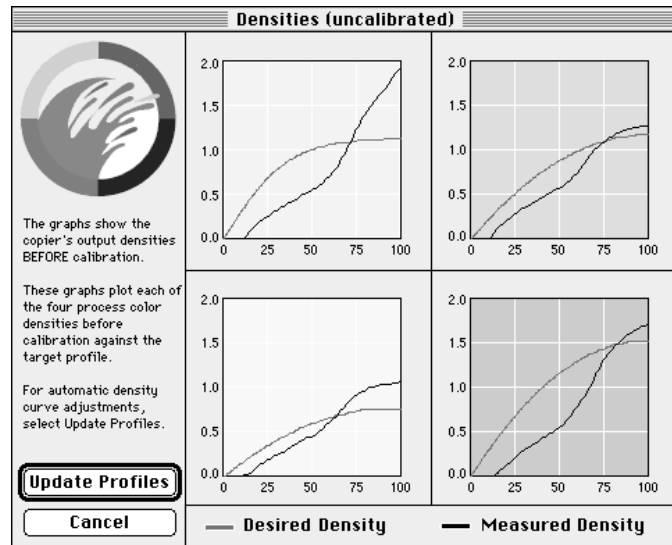 Densities (uncalibrated)
The graphs show the
copier's output densities
BEFORE calibration.
These graphs plot each of
the four process color
densities before
calibration against the
target profile.
For automatic density
curve adjustments,
select Update Profiles.
Update Profiles
Cancel
2.0
1.5
1.0
0.5
0.0
0 25 50 75 100
2.0
1.5
1.0
0.5
0.0
0 25 50 75 100
2.0
1.5
1.0
0.5
0.0
0 25 50 75 100
2.0
1.5
1.0
0.5
0.0
0 25 50 75 100
Desired Density
Measured Density